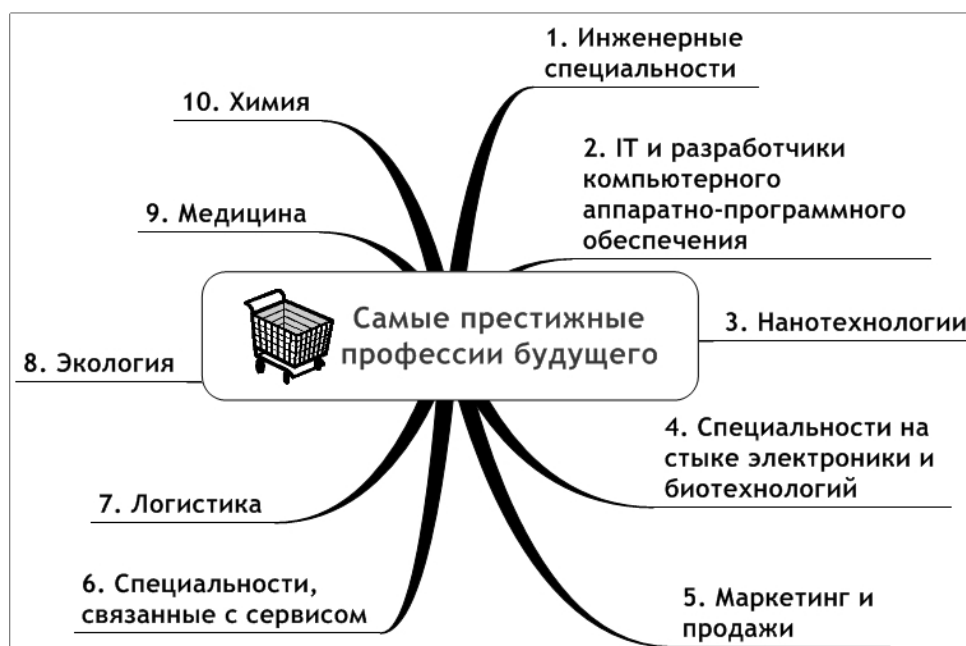 Самые престижные
профессии будущего
1. Инженерные
специальности
2. IT и разработчики
компьютерного
аппаратно-программного
обеспечения
3. Нанотехнологии
4. Специальности на
стыке электроники и
биотехнологий
5. Маркетинг и
продажи
6. Специальности,
связанные с сервисом
7. Логистика
8. Экология
9. Медицина
10. Химия